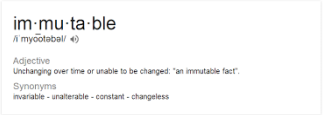 im·mu·ta·ble
/iˈmyo͞otəbəl/
Adjective
Unchanging over time or unable to be changed: "an immutable fact".
Synonyms
invariable - unalterable - constant - changeless